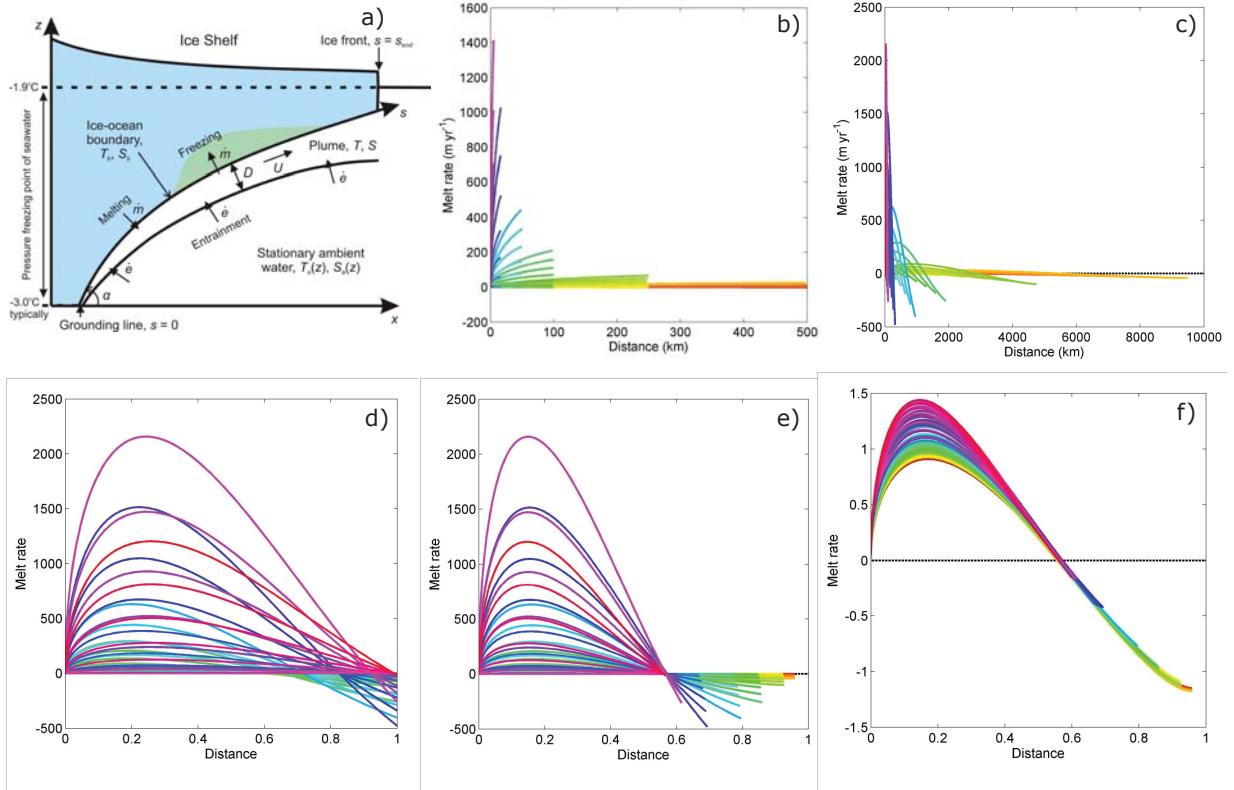 a)
z
Ice Shelf
Ice front, s = s_end
-1.9°C
s
Ice-ocean
boundary,
T_b, S_b
Freezing
ṁ
Plume, T, S
D
U
ė
Melting
ṁ
ė
Entrainment
ė
Stationary ambient
water, T_a(z), S_a(z)
α
-3.0°C
typically
x
Grounding line, s = 0
Pressure freezing point of seawater
b)
Melt rate (m yr⁻¹)
1600
1400
1200
1000
800
600
400
200
0
-200
0 100 200 300 400 500
Distance (km)
c)
Melt rate (m yr⁻¹)
2500
2000
1500
1000
500
0
-500
0 2000 4000 6000 8000 10000
Distance (km)
d)
Melt rate
2500
2000
1500
1000
500
0
-500
0 0.2 0.4 0.6 0.8 1
Distance
e)
Melt rate
2500
2000
1500
1000
500
0
-500
0 0.2 0.4 0.6 0.8 1
Distance
f)
Melt rate
1.5
1
0.5
0
-0.5
-1
-1.5
0 0.2 0.4 0.6 0.8 1
Distance